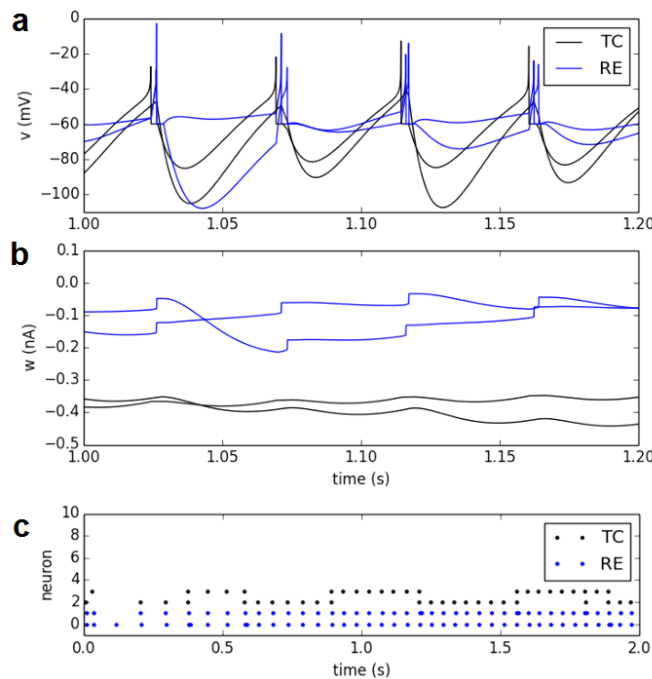 a
0
−20
−40
−60
−80
−100
v (mV)
TC
RE
1.00 1.05 1.10 1.15 1.20
b
0.1
0.0
−0.1
−0.2
−0.3
−0.4
−0.5
w (nA)
1.00 1.05 1.10 1.15 1.20
time (s)
c
10
8
6
4
2
0
neuron
TC
RE
0.0 0.5 1.0 1.5 2.0
time (s)